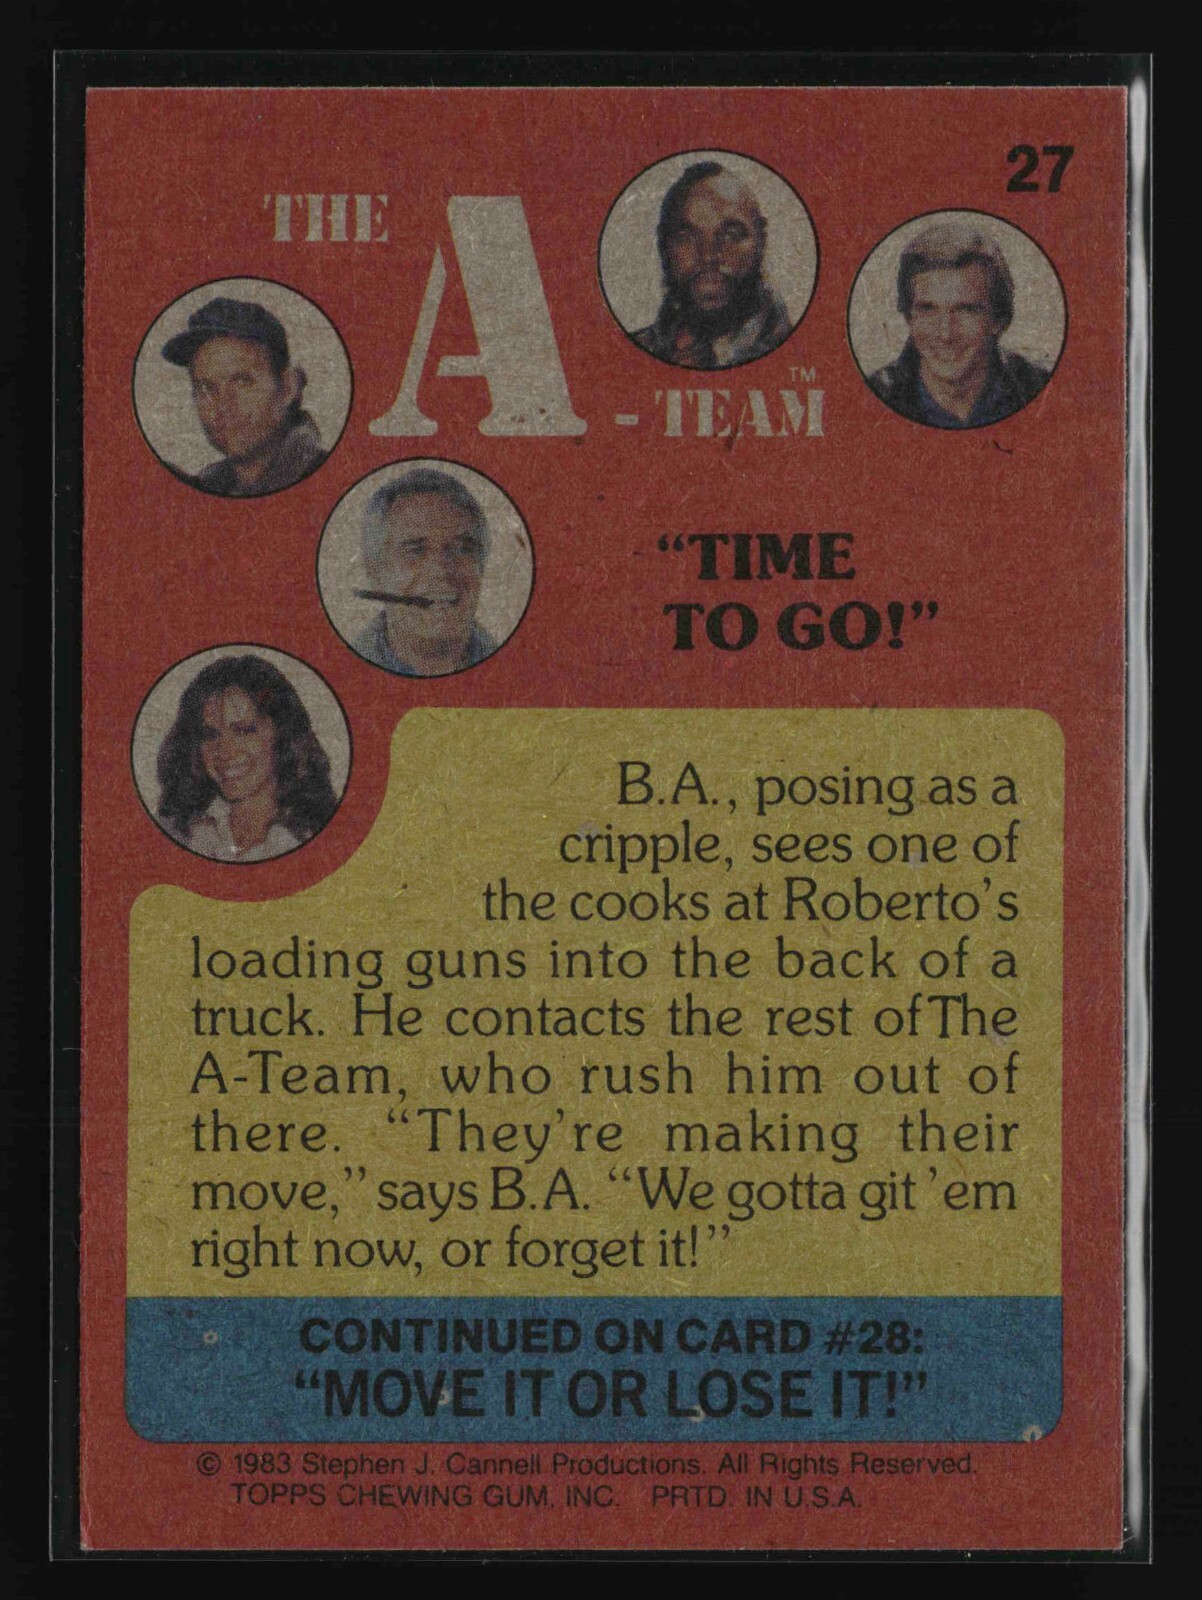 27
THE
A
™
-TEAM
“TIME
TO GO!”
B.A., posing as a
cripple, sees one of
the cooks at Roberto’s
loading guns into the back of a
truck. He contacts the rest of The
A-Team, who rush him out of
there. “They’re making their
move,” says B.A. “We gotta git ’em
right now, or forget it!”
CONTINUED ON CARD #28:
“MOVE IT OR LOSE IT!”
© 1983 Stephen J. Cannell Productions. All Rights Reserved.
TOPPS CHEWING GUM, INC. PRTD. IN U.S.A.